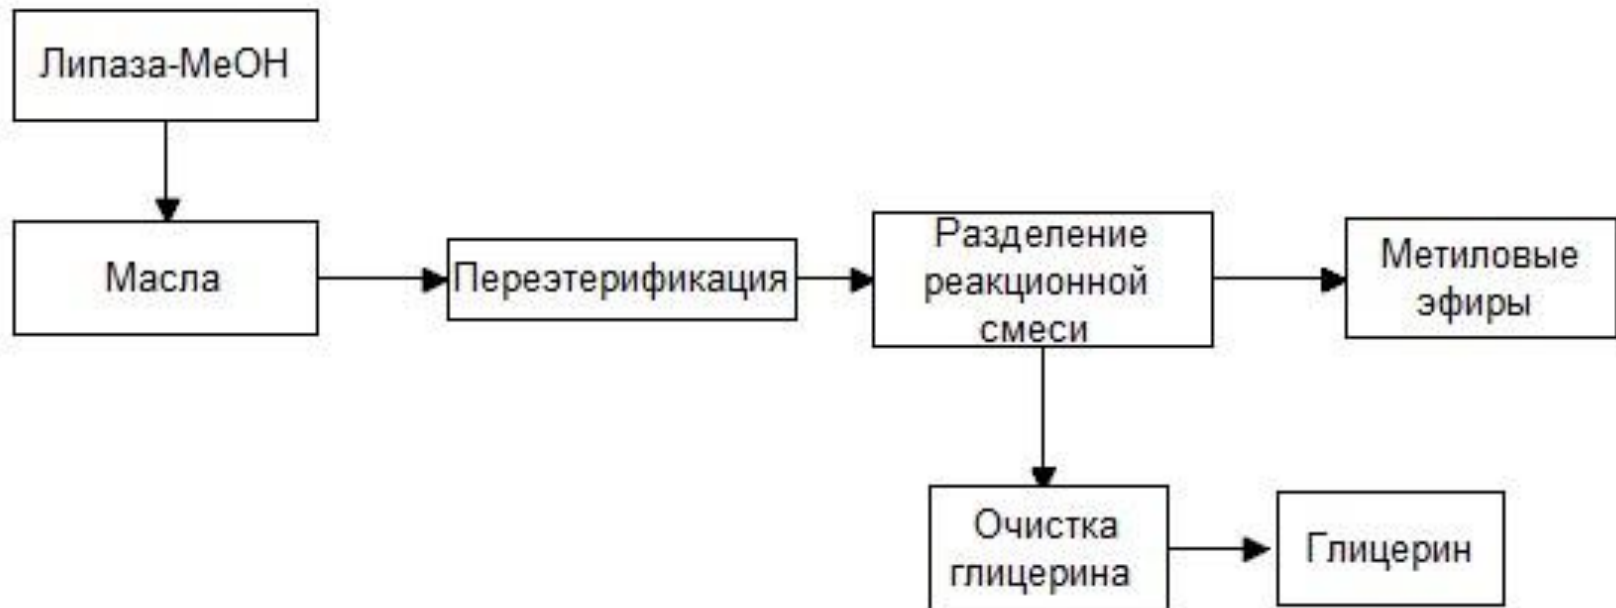 Липаза-МеОН
Масла
Переэтерификация
Разделение
реакционной
смеси
Метиловые
эфиры
Очистка
глицерина
Глицерин